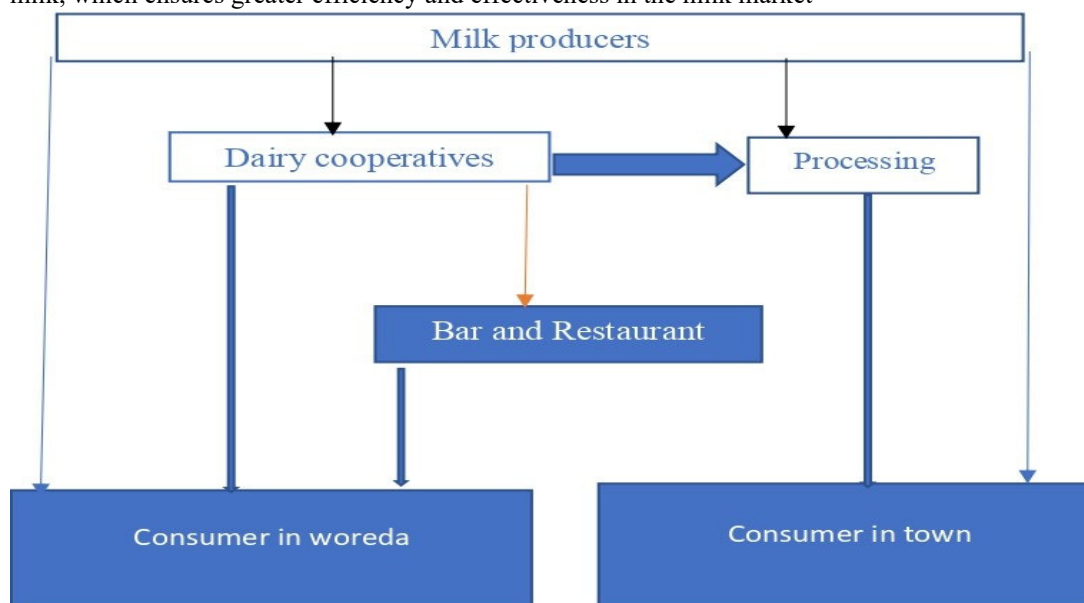 milk, which ensures greater efficiency and effectiveness in the milk market
Milk producers
Dairy cooperatives
Processing
Bar and Restaurant
Consumer in woreda
Consumer in town